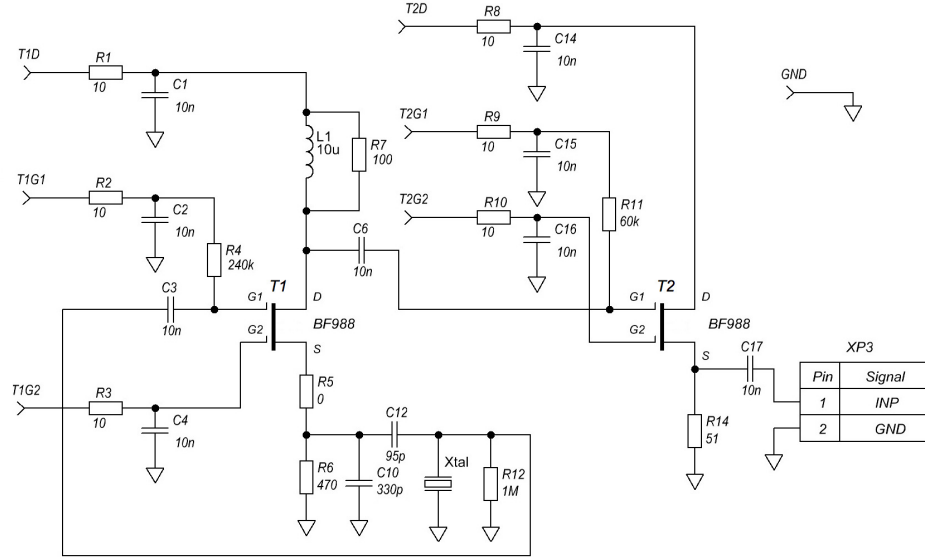 T2D
R8
10
C14
10n
T1D
R1
10
C1
10n
GND
T2G1
R9
10
C15
10n
L1
10u
R7
100
T1G1
R2
10
C2
10n
T2G2
R10
10
C16
10n
R11
60k
R4
240k
C6
10n
C3
10n
T1
G1
D
G2
BF988
S
T2
G1
D
G2
BF988
S
C17
10n
XP3
Pin Signal
1 INP
2 GND
T1G2
R3
10
C4
10n
R5
0
C12
95p
R14
51
R6
470
C10
330p
Xtal
R12
1M